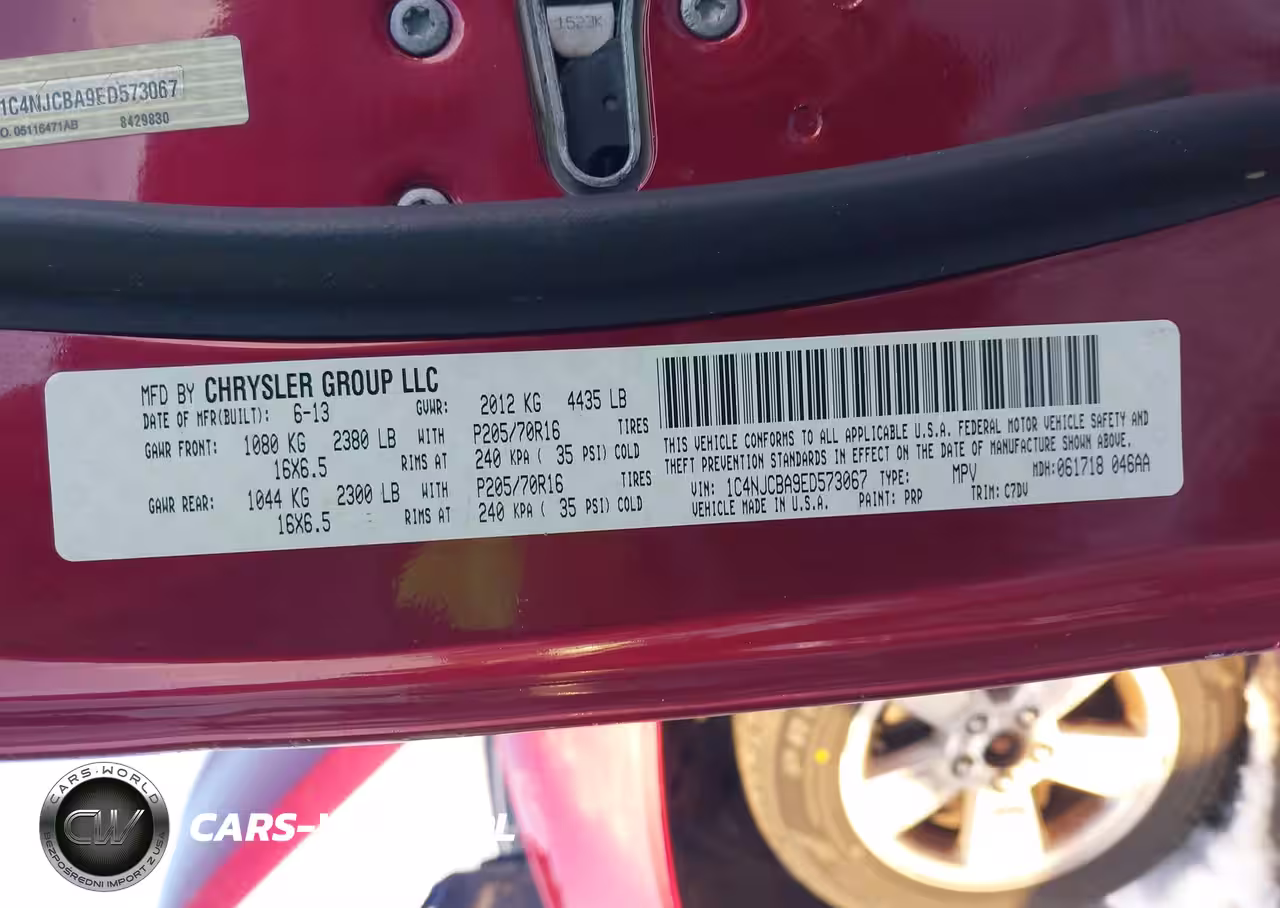 1523K
1C4NJCBA9ED573067
O. 05116471AB 8429830
MFD BY CHRYSLER GROUP LLC
DATE OF MFR(BUILT): 6-13 GVWR: 2012 KG 4435 LB
GAWR FRONT: 1080 KG 2380 LB WITH P205/70R16 TIRES
16X6.5 RIMS AT 240 KPA ( 35 PSI) COLD
GAWR REAR: 1044 KG 2300 LB WITH P205/70R16 TIRES
16X6.5 RIMS AT 240 KPA ( 35 PSI) COLD
THIS VEHICLE CONFORMS TO ALL APPLICABLE U.S.A. FEDERAL MOTOR VEHICLE SAFETY AND
THEFT PREVENTION STANDARDS IN EFFECT ON THE DATE OF MANUFACTURE SHOWN ABOVE.
VIN: 1C4NJCBA9ED573067 TYPE: MPV MDH:061718 046AA
VEHICLE MADE IN U.S.A. PAINT: PRP TRIM: C7DV
CARS-WORLD
CW
BEZPOŚREDNI IMPORT Z USA